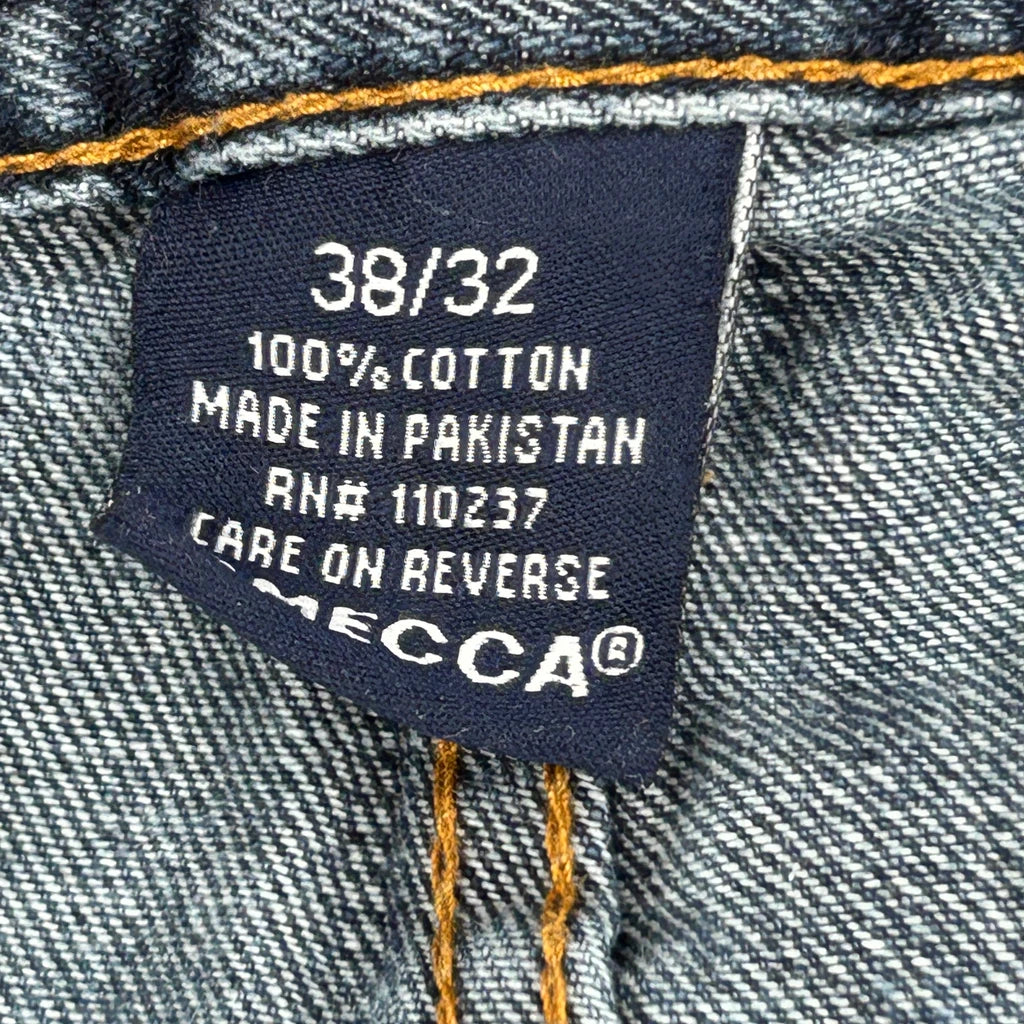 38/32
100% COTTON
MADE IN PAKISTAN
RN# 110237
CARE ON REVERSE
MECCA®